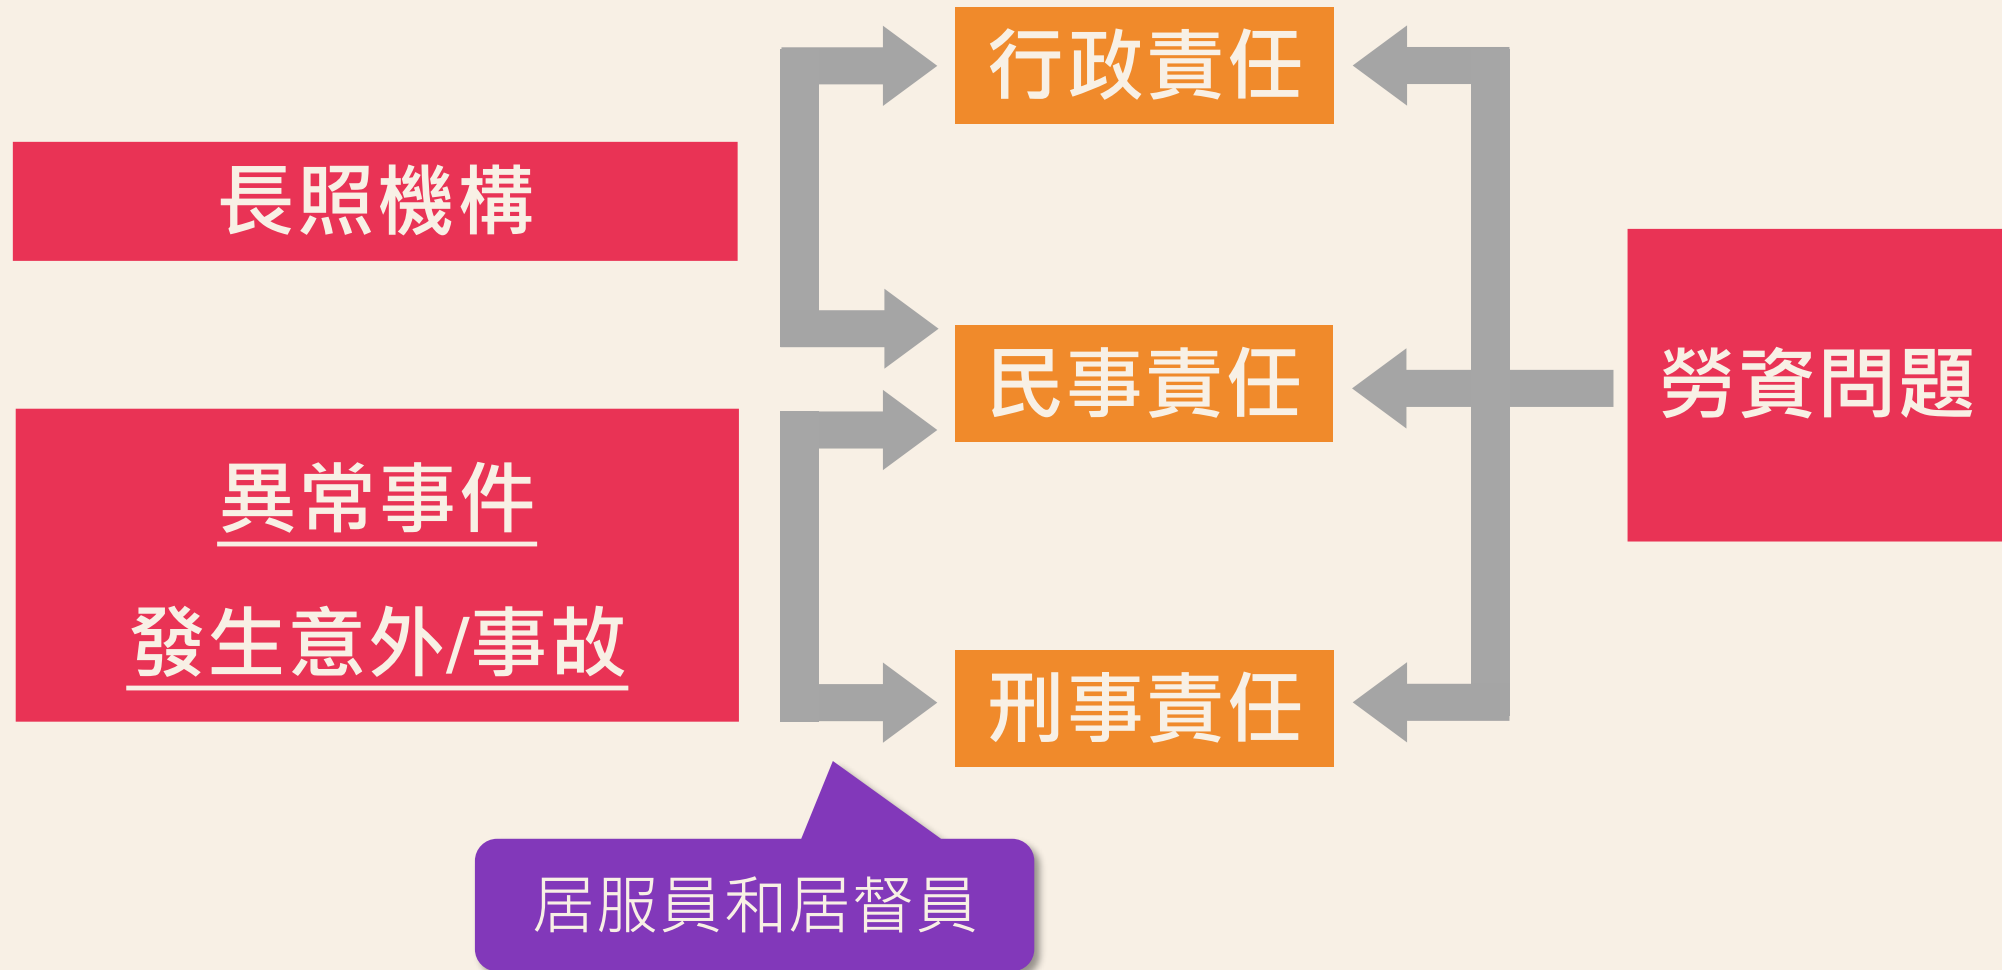 行政責任
長照機構
民事責任
勞資問題
異常事件
發生意外/事故
刑事責任
居服員和居督員